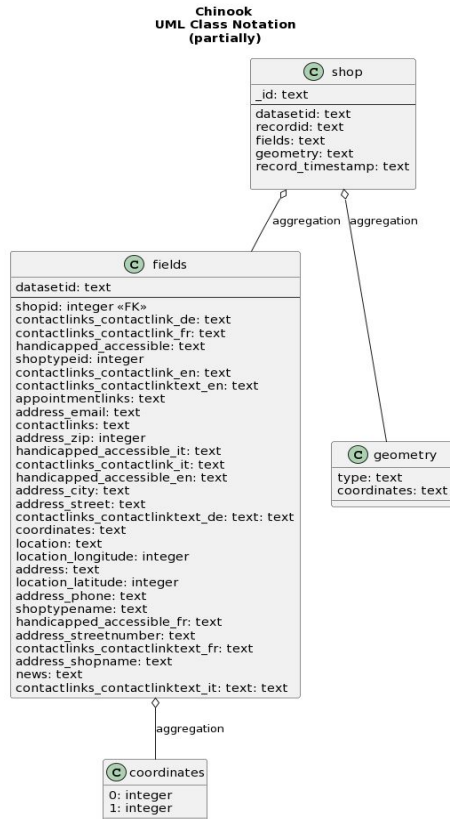 Chinook
UML Class Notation
(partially)
C shop
_id: text
datasetid: text
recordid: text
fields: text
geometry: text
record_timestamp: text
aggregation
aggregation
C fields
datasetid: text
shopid: integer «FK»
contactlinks_contactlink_de: text
contactlinks_contactlink_fr: text
handicapped_accessible: text
shoptypeid: integer
contactlinks_contactlink_en: text
contactlinks_contactlinktext_en: text
appointmentlinks: text
address_email: text
contactlinks: text
address_zip: integer
handicapped_accessible_it: text
contactlinks_contactlink_it: text
handicapped_accessible_en: text
address_city: text
address_street: text
contactlinks_contactlinktext_de: text: text
coordinates: text
location: text
location_longitude: integer
address: text
location_latitude: integer
address_phone: text
shoptypename: text
handicapped_accessible_fr: text
address_streetnumber: text
contactlinks_contactlinktext_fr: text
address_shopname: text
news: text
contactlinks_contactlinktext_it: text: text
C geometry
type: text
coordinates: text
aggregation
C coordinates
0: integer
1: integer